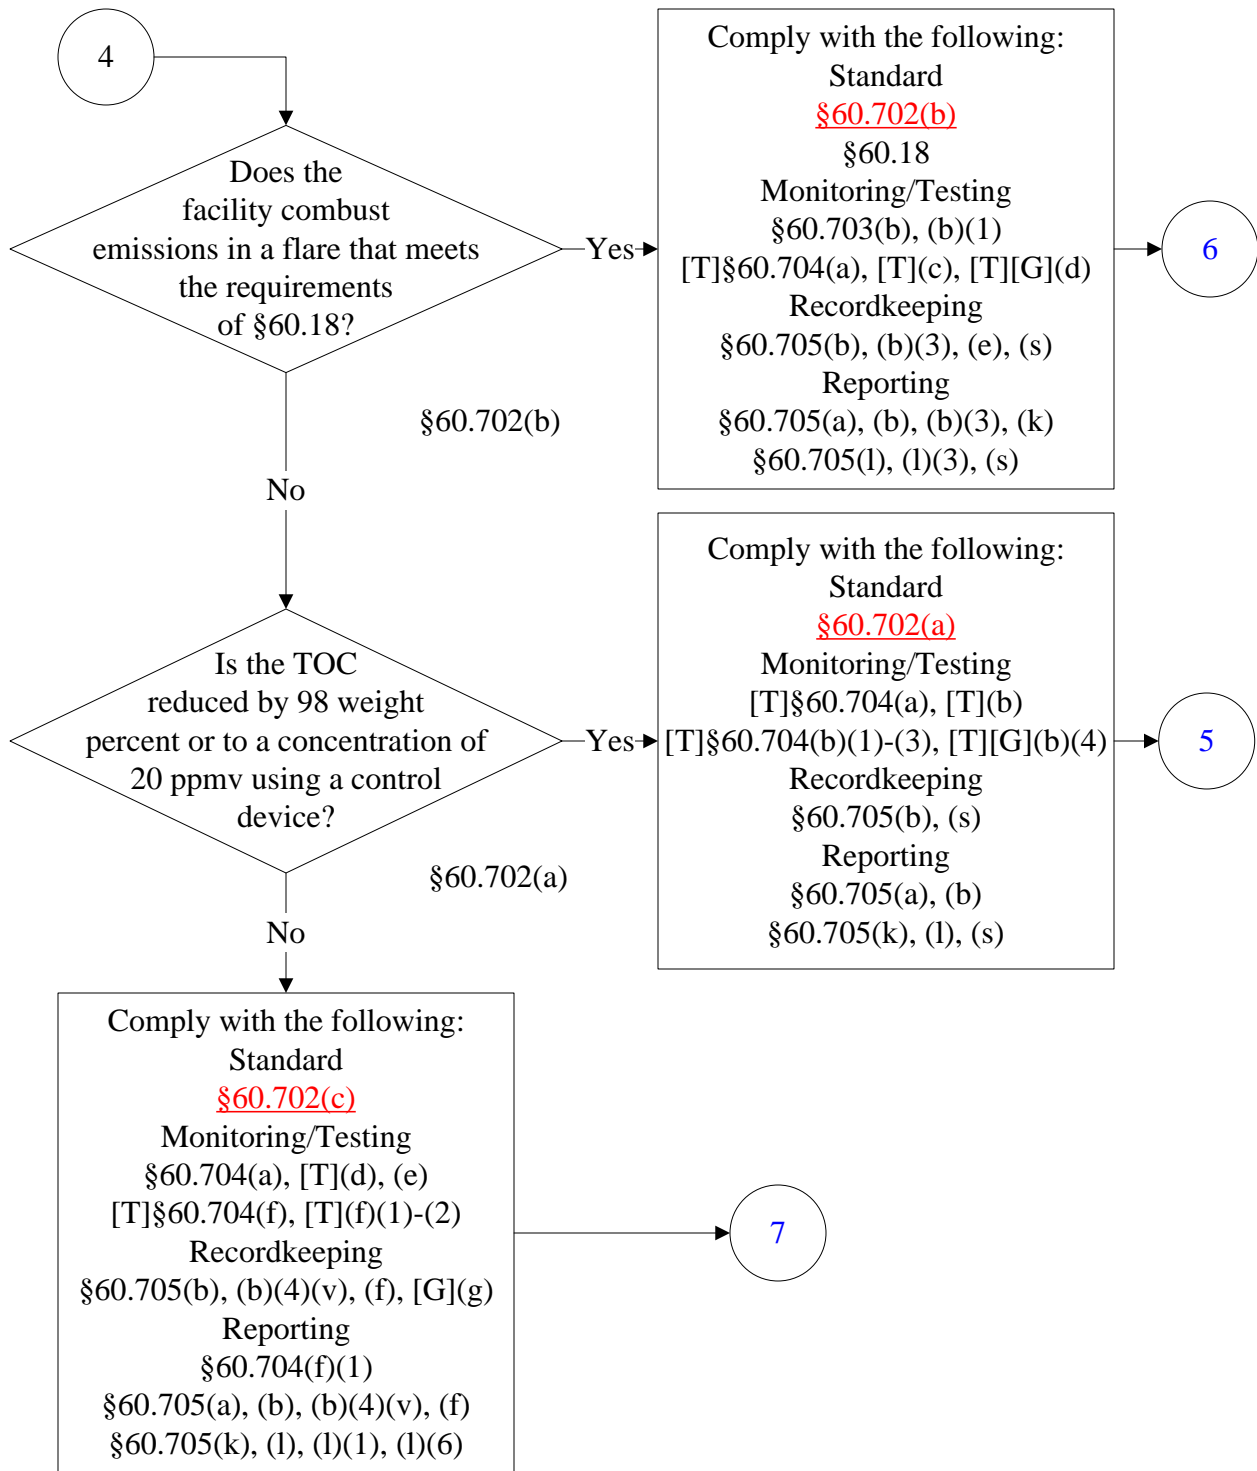 4
Does the
facility combust
emissions in a flare that meets
the requirements
of §60.18?
Yes
Comply with the following:
Standard
§60.702(b)
§60.18
Monitoring/Testing
§60.703(b), (b)(1)
[T]§60.704(a), [T](c), [T][G](d)
Recordkeeping
§60.705(b), (b)(3), (e), (s)
Reporting
§60.705(a), (b), (b)(3), (k)
§60.705(l), (l)(3), (s)
6
§60.702(b)
No
Is the TOC
reduced by 98 weight
percent or to a concentration of
20 ppmv using a control
device?
Yes
Comply with the following:
Standard
§60.702(a)
Monitoring/Testing
[T]§60.704(a), [T](b)
[T]§60.704(b)(1)-(3), [T][G](b)(4)
Recordkeeping
§60.705(b), (s)
Reporting
§60.705(a), (b)
§60.705(k), (l), (s)
5
§60.702(a)
No
Comply with the following:
Standard
§60.702(c)
Monitoring/Testing
§60.704(a), [T](d), (e)
[T]§60.704(f), [T](f)(1)-(2)
Recordkeeping
§60.705(b), (b)(4)(v), (f), [G](g)
Reporting
§60.704(f)(1)
§60.705(a), (b), (b)(4)(v), (f)
§60.705(k), (l), (l)(1), (l)(6)
7